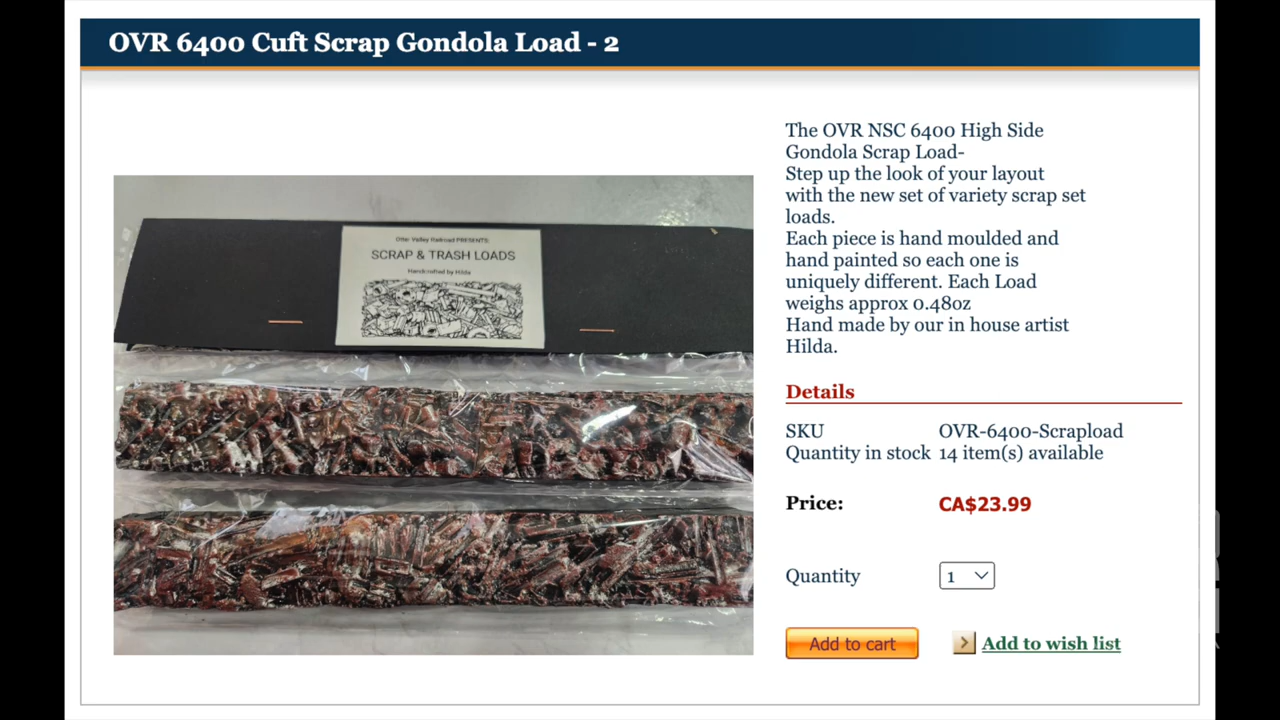 OVR 6400 Cuft Scrap Gondola Load - 2
The OVR NSC 6400 High Side
Gondola Scrap Load-
Step up the look of your layout
with the new set of variety scrap set
loads.
Each piece is hand moulded and
hand painted so each one is
uniquely different. Each Load
weighs approx 0.48oz
Hand made by our in house artist
Hilda.
Otter Valley Railroad PRESENTS:
SCRAP & TRASH LOADS
Handcrafted by Hilda
Details
SKU OVR-6400-Scrapload
Quantity in stock 14 item(s) available
Price: CA$23.99
Quantity 1
Add to cart Add to wish list